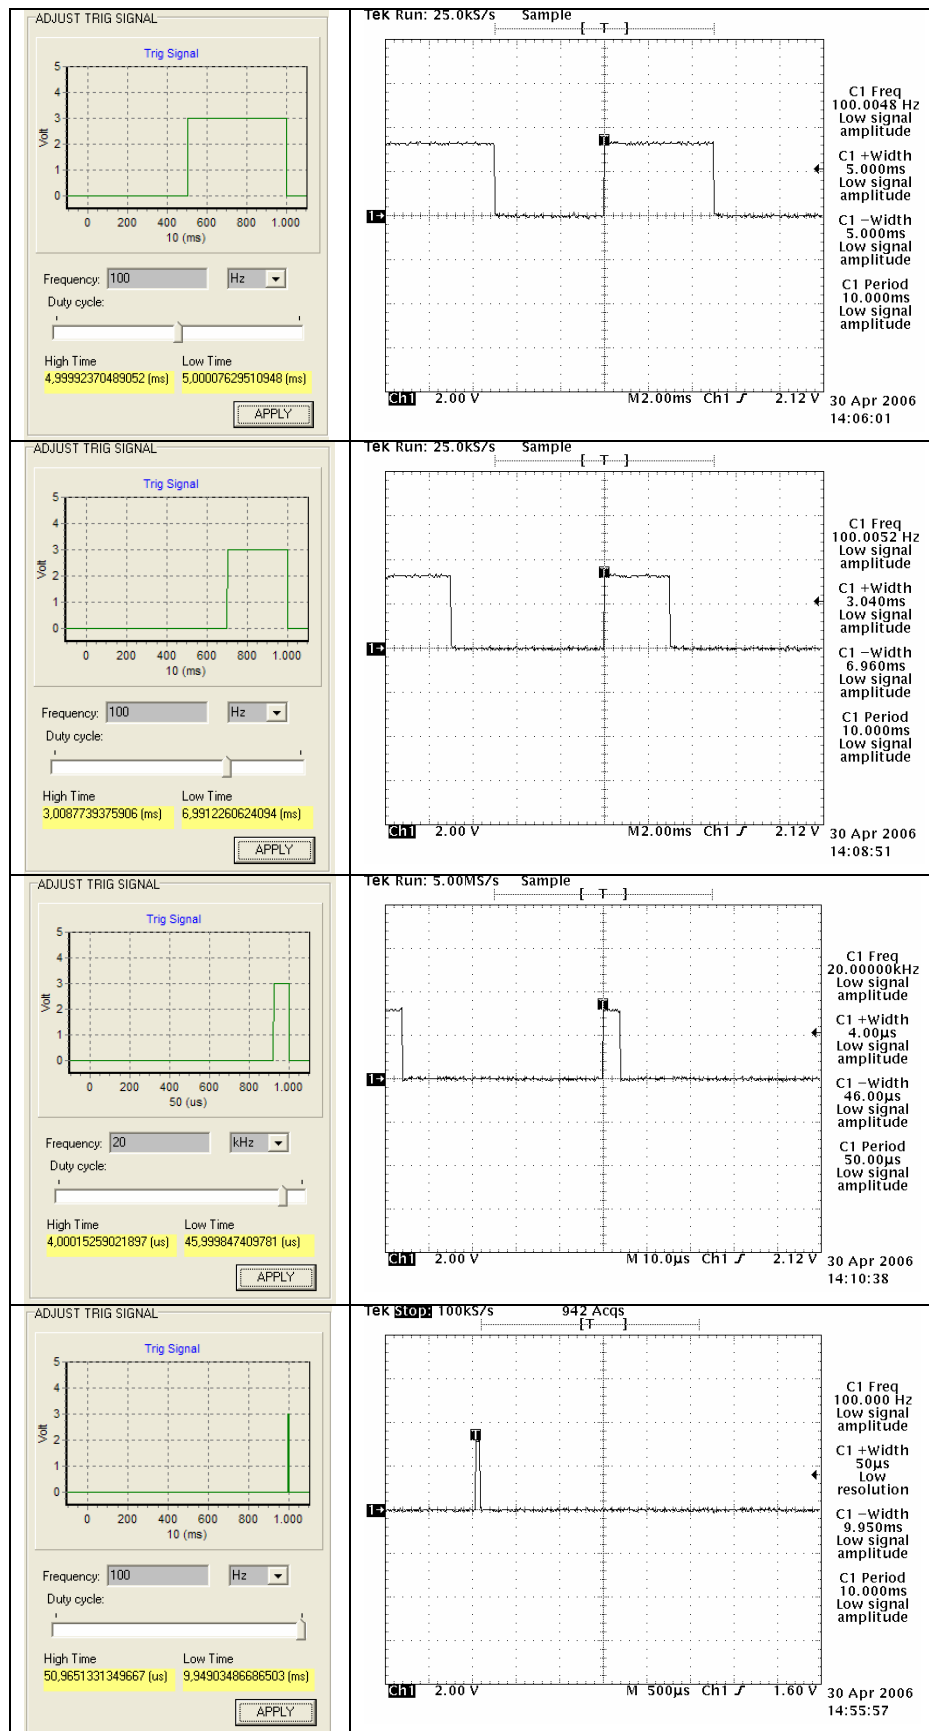 ADJUST TRIG SIGNAL
Trig Signal
5
4
3
2
1
0
Volt
0 200 400 600 800 1.000
10 (ms)
Frequency: 100 Hz
Duty cycle:
High Time Low Time
4,99992370489052 (ms) 5,00007629510948 (ms)
APPLY
Tek Run: 25.0kS/s Sample
[ T ]
T
1
C1 Freq
100.0048 Hz
Low signal
amplitude
C1 +Width
5.000ms
Low signal
amplitude
C1 −Width
5.000ms
Low signal
amplitude
C1 Period
10.000ms
Low signal
amplitude
Ch1 2.00 V M 2.00ms Ch1 2.12 V
30 Apr 2006
14:06:01
ADJUST TRIG SIGNAL
Trig Signal
5
4
3
2
1
0
Volt
0 200 400 600 800 1.000
10 (ms)
Frequency: 100 Hz
Duty cycle:
High Time Low Time
3,0087739375906 (ms) 6,9912260624094 (ms)
APPLY
Tek Run: 25.0kS/s Sample
[ T ]
T
1
C1 Freq
100.0052 Hz
Low signal
amplitude
C1 +Width
3.040ms
Low signal
amplitude
C1 −Width
6.960ms
Low signal
amplitude
C1 Period
10.000ms
Low signal
amplitude
Ch1 2.00 V M 2.00ms Ch1 2.12 V
30 Apr 2006
14:08:51
ADJUST TRIG SIGNAL
Trig Signal
5
4
3
2
1
0
Volt
0 200 400 600 800 1.000
50 (us)
Frequency: 20 kHz
Duty cycle:
High Time Low Time
4,00015259021897 (us) 45,999847409781 (us)
APPLY
Tek Run: 5.00MS/s Sample
[ T ]
T
1
C1 Freq
20.00000kHz
Low signal
amplitude
C1 +Width
4.00µs
Low signal
amplitude
C1 −Width
46.00µs
Low signal
amplitude
C1 Period
50.00µs
Low signal
amplitude
Ch1 2.00 V M 10.0µs Ch1 2.12 V
30 Apr 2006
14:10:38
ADJUST TRIG SIGNAL
Trig Signal
5
4
3
2
1
0
Volt
0 200 400 600 800 1.000
10 (ms)
Frequency: 100 Hz
Duty cycle:
High Time Low Time
50,9651331349667 (us) 9,94903486686503 (ms)
APPLY
Tek Stop: 100kS/s 942 Acqs
[ T ]
T
1
C1 Freq
100.000 Hz
Low signal
amplitude
C1 +Width
50µs
Low
resolution
C1 −Width
9.950ms
Low signal
amplitude
C1 Period
10.000ms
Low signal
amplitude
Ch1 2.00 V M 500µs Ch1 1.60 V
30 Apr 2006
14:55:57